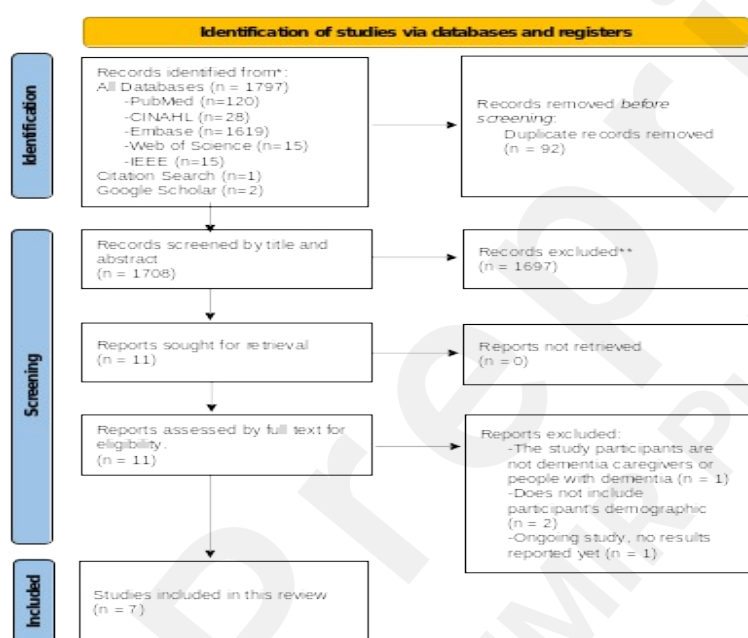 Identification of studies via databases and registers
Identification
Records identified from*:
All Databases (n = 1797)
-PubMed (n=120)
-CINAHL (n=28)
-Embase (n=1619)
-Web of Science (n=15)
-IEEE (n=15)
Citation Search (n=1)
Google Scholar (n=2)
Records removed before
screening:
Duplicate records removed
(n = 92)
Screening
Records screened by title and
abstract
(n = 1708)
Records excluded**
(n = 1697)
Reports sought for retrieval
(n = 11)
Reports not retrieved
(n = 0)
Reports assessed by full text for
eligibility.
(n = 11)
Reports excluded:
-The study participants are
not dementia caregivers or
people with dementia (n = 1)
-Does not include
participant's demographic
(n = 2)
-Ongoing study, no results
reported yet (n = 1)
Included
Studies included in this review
(n = 7)
Prepri